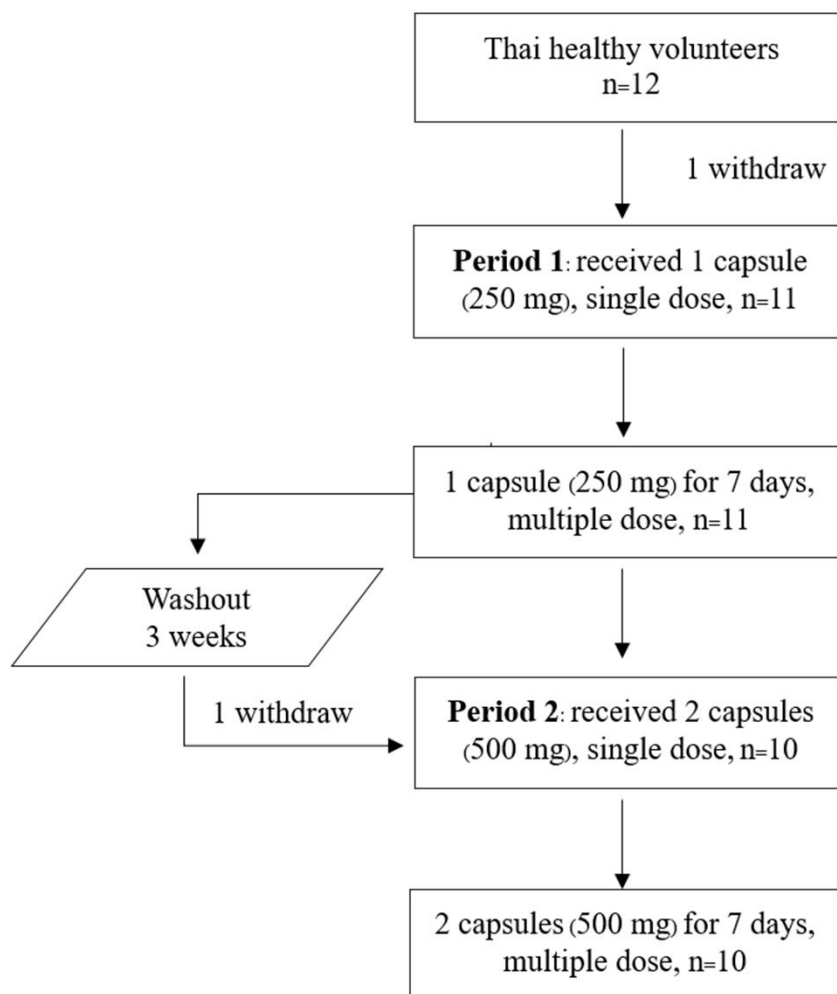 Thai healthy volunteers
n=12
1 withdraw
Period 1: received 1 capsule
(250 mg), single dose, n=11
1 capsule (250 mg) for 7 days,
multiple dose, n=11
Washout
3 weeks
1 withdraw
Period 2: received 2 capsules
(500 mg), single dose, n=10
2 capsules (500 mg) for 7 days,
multiple dose, n=10